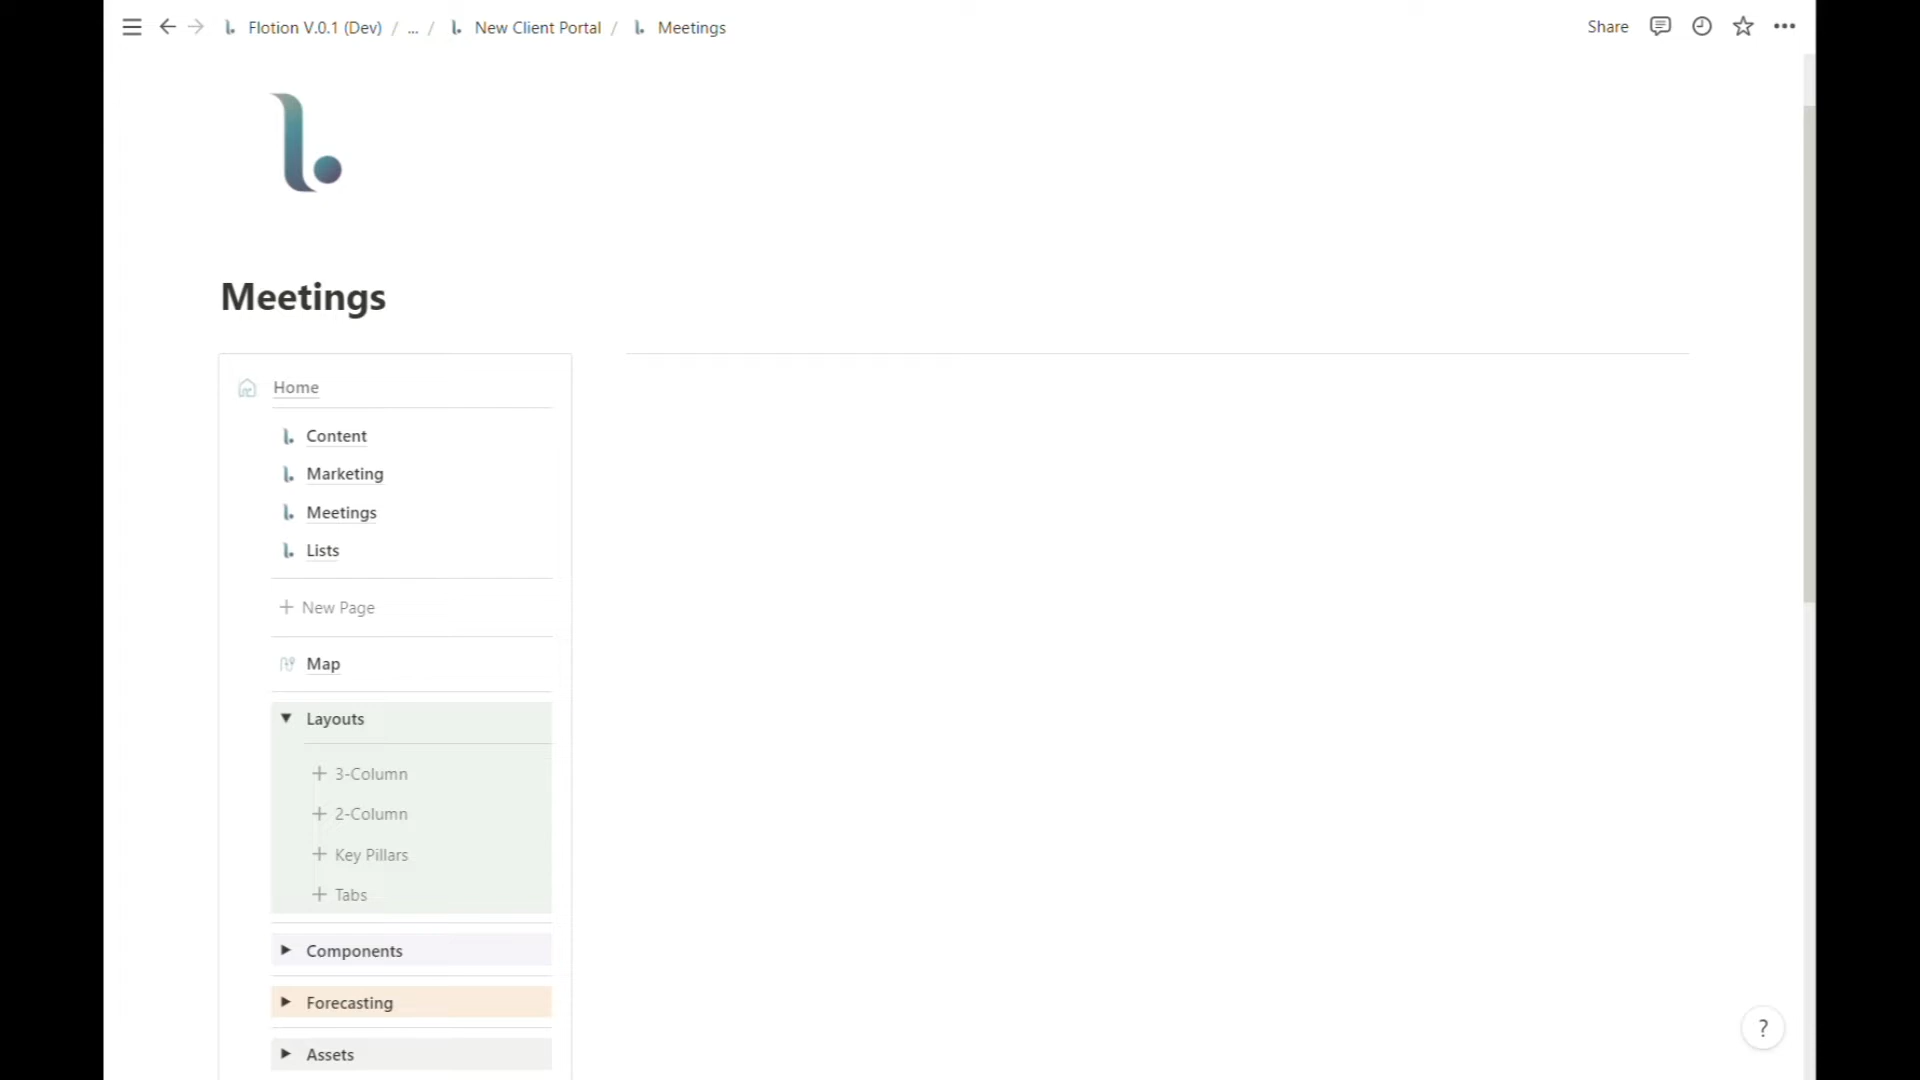 Flotion V.0.1 (Dev) / ... / New Client Portal / Meetings
Share
Meetings
Home
Content
Marketing
Meetings
Lists
+ New Page
Map
Layouts
+ 3-Column
+ 2-Column
+ Key Pillars
+ Tabs
Components
Forecasting
Assets
?